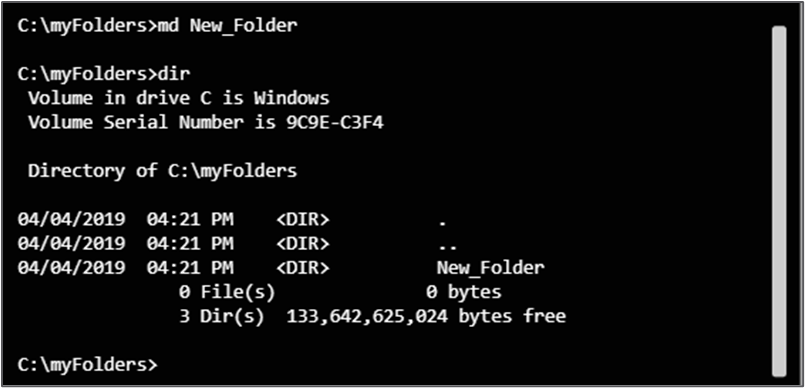 C:\myFolders>md New_Folder
C:\myFolders>dir
Volume in drive C is Windows
Volume Serial Number is 9C9E-C3F4
Directory of C:\myFolders
04/04/2019  04:21 PM    <DIR>          .
04/04/2019  04:21 PM    <DIR>          ..
04/04/2019  04:21 PM    <DIR>          New_Folder
0 File(s)              0 bytes
3 Dir(s)  133,642,625,024 bytes free
C:\myFolders>